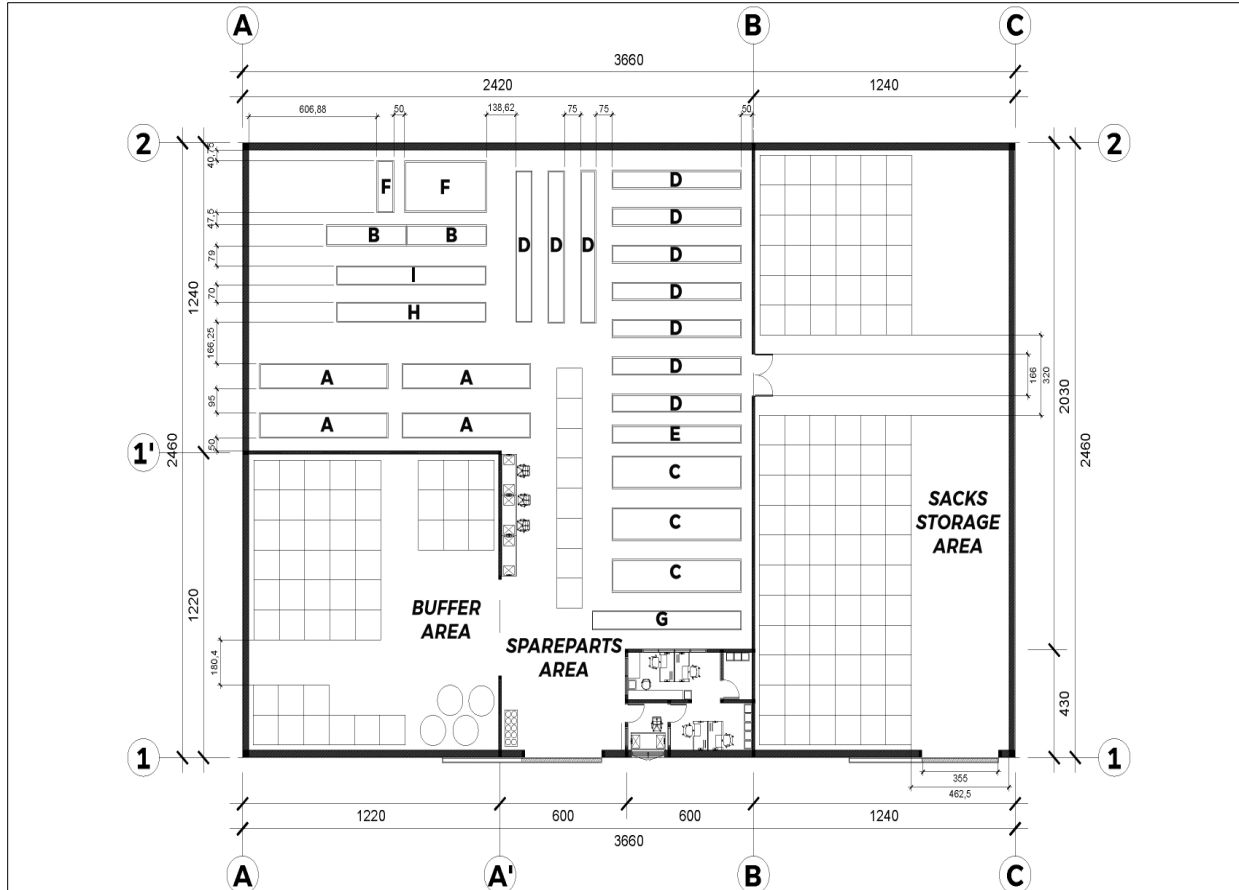 A B C
3660
2420 1240
606,88 50 138,62 75 75 50
2 2
40,75
F F
D D D D
47,5
D
B B
79
D
I
70
1240
D
H
166,25
D
D
166
320
2030
A A
95
D
A A
E
50
1'
2460
2460
C
SACKS
STORAGE
AREA
C
C
1220
BUFFER
AREA
G
SPAREPARTS
AREA
180,4
430
1 1
355
462,5
1220 600 600 1240
3660
A A' B C